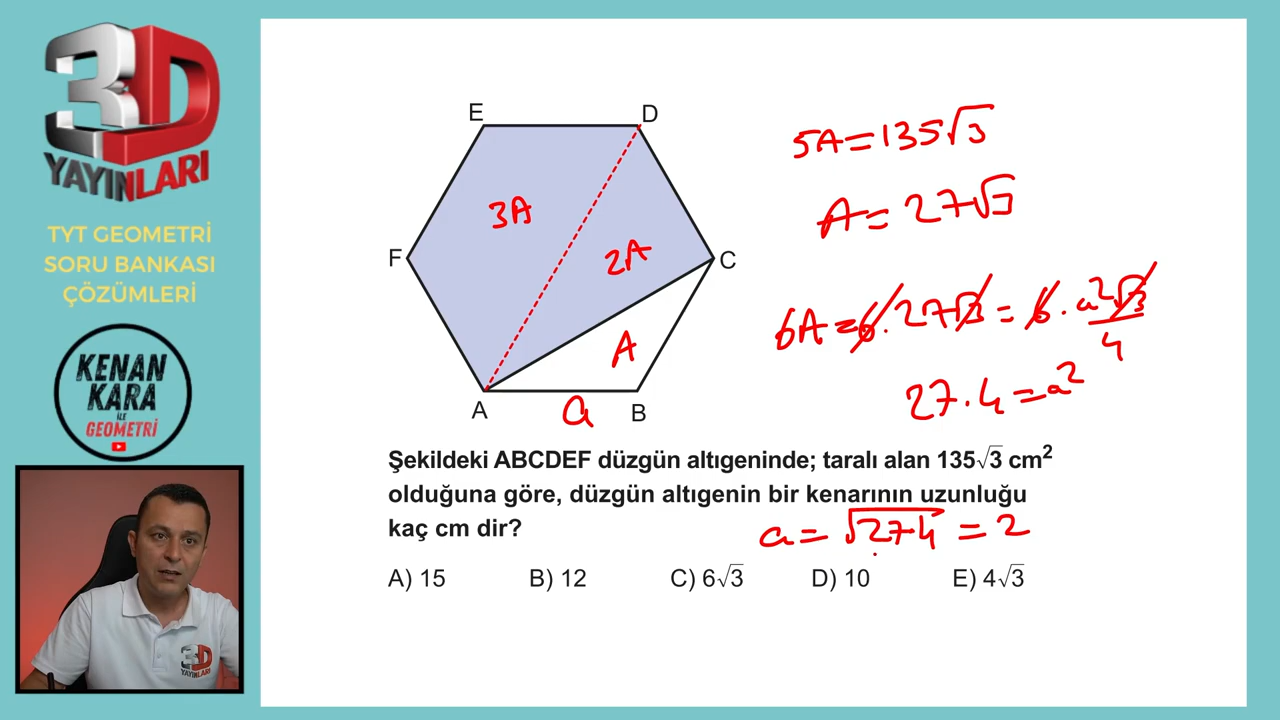 3D
YAYINLARI
TYT GEOMETRİ
SORU BANKASI
ÇÖZÜMLERİ
KENAN
KARA
İLE
GEOMETRİ
3D
YAYINLARI
E
D
F
C
A
B
3A
2A
A
a
5A=135√3
A=27√3
6A=6.27√3=6.a²√3/4
27.4=a²
Şekildeki ABCDEF düzgün altıgeninde; taralı alan 135√3 cm²
olduğuna göre, düzgün altıgenin bir kenarının uzunluğu
kaç cm dir?
a=√27.4=2
A) 15 B) 12 C) 6√3 D) 10 E) 4√3